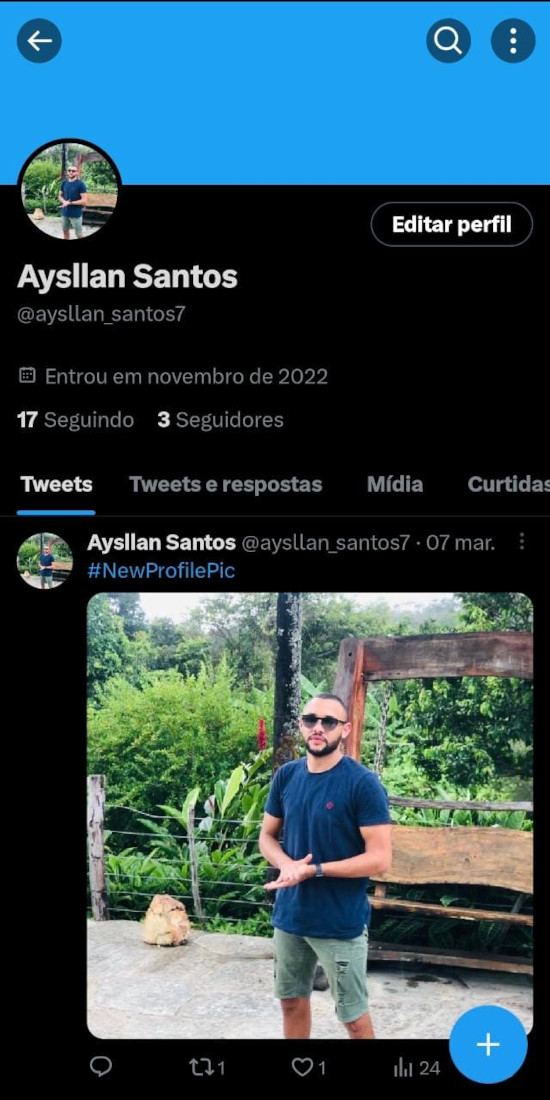 Editar perfil
Aysllan Santos
@aysllan_santos7
Entrou em novembro de 2022
17 Seguindo 3 Seguidores
Tweets Tweets e respostas Mídia Curtidas
Aysllan Santos @aysllan_santos7 · 07 mar.
#NewProfilePic
1 1 24